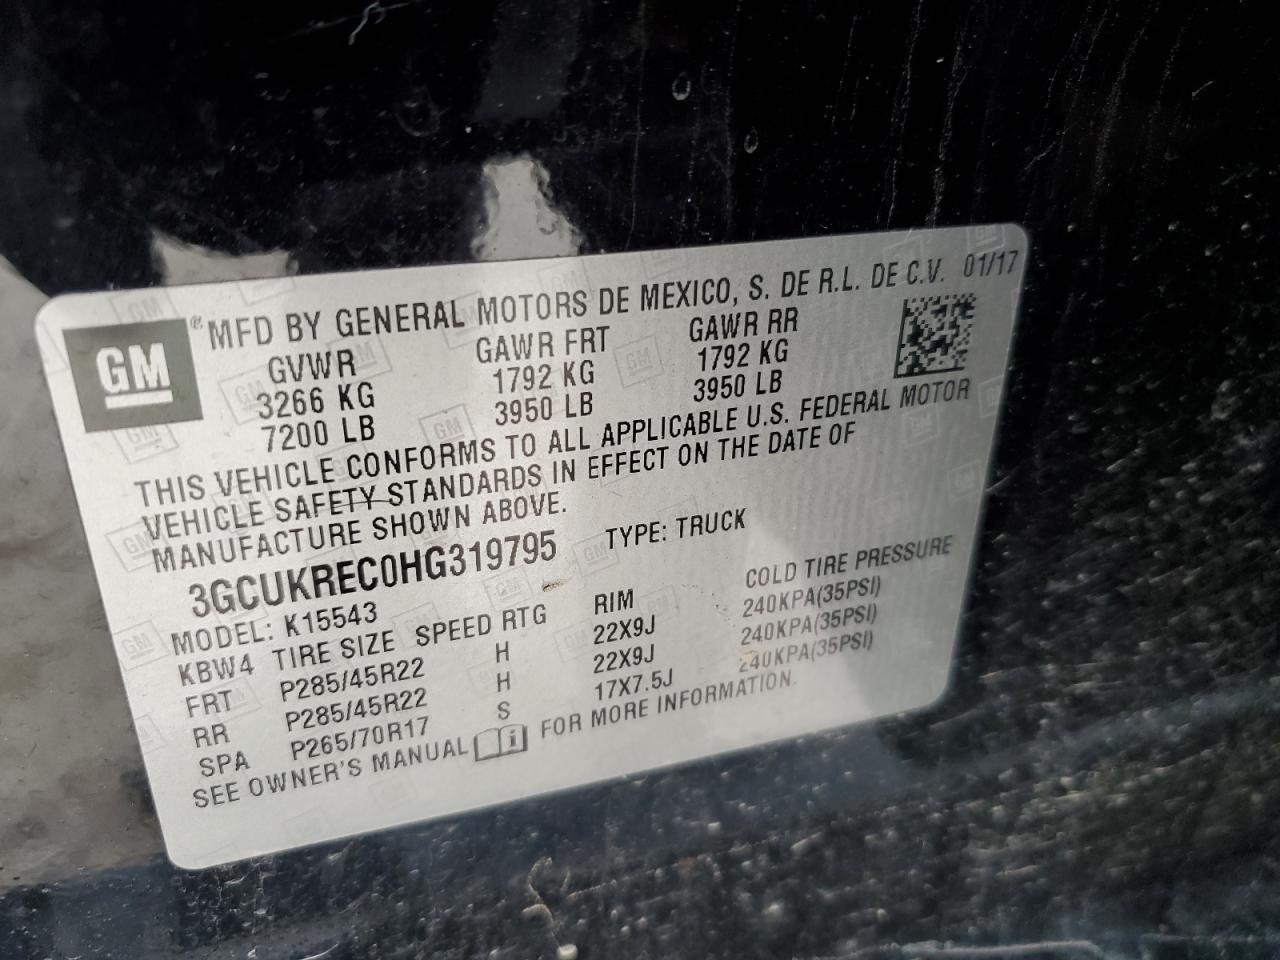 GM ® MFD BY GENERAL MOTORS DE MEXICO, S. DE R.L. DE C.V. 01/17
GVWR GAWR FRT GAWR RR
3266 KG 1792 KG 1792 KG
7200 LB 3950 LB 3950 LB
THIS VEHICLE CONFORMS TO ALL APPLICABLE U.S. FEDERAL MOTOR
VEHICLE SAFETY STANDARDS IN EFFECT ON THE DATE OF
MANUFACTURE SHOWN ABOVE.
3GCUKREC0HG319795 TYPE: TRUCK
MODEL: K15543
KBW4 TIRE SIZE SPEED RTG RIM COLD TIRE PRESSURE
FRT P285/45R22 H 22X9J 240KPA(35PSI)
RR P285/45R22 H 22X9J 240KPA(35PSI)
SPA P265/70R17 S 17X7.5J 240KPA(35PSI)
SEE OWNER'S MANUAL i FOR MORE INFORMATION.